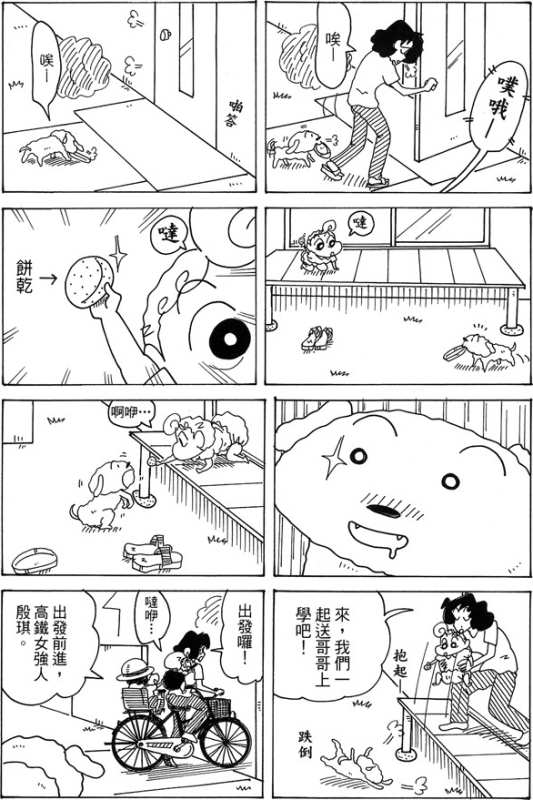 噗哦—
唉—
啪答
唉—
噠
噠
餅乾→
啊咿…
抱起—
來，我們一
起送哥哥上
學吧！
跌倒
出發囉！
噠咿…
出發前進，
高鐵女強人
殷琪。